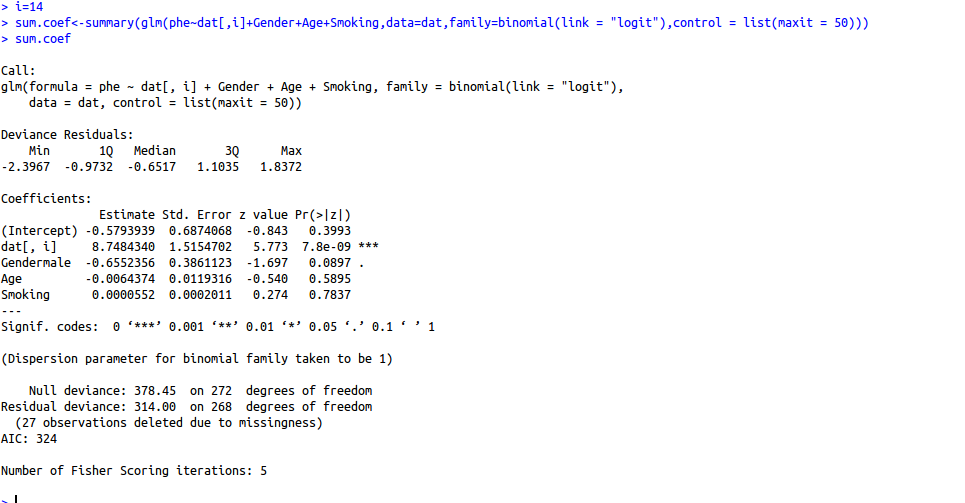 > i=14
> sum.coef<-summary(glm(phe~dat[,i]+Gender+Age+Smoking,data=dat,family=binomial(link = "logit"),control = list(maxit = 50)))
> sum.coef

Call:
glm(formula = phe ~ dat[, i] + Gender + Age + Smoking, family = binomial(link = "logit"),
    data = dat, control = list(maxit = 50))

Deviance Residuals:
    Min       1Q   Median       3Q      Max
-2.3967  -0.9732  -0.6517   1.1035   1.8372

Coefficients:
              Estimate Std. Error z value Pr(>|z|)
(Intercept) -0.5793939  0.6874068  -0.843   0.3993
dat[, i]     8.7484340  1.5154702   5.773  7.8e-09 ***
Gendermale  -0.6552356  0.3861123  -1.697   0.0897 .
Age         -0.0064374  0.0119316  -0.540   0.5895
Smoking      0.0000552  0.0002011   0.274   0.7837
---
Signif. codes:  0 ‘***’ 0.001 ‘**’ 0.01 ‘*’ 0.05 ‘.’ 0.1 ‘ ’ 1

(Dispersion parameter for binomial family taken to be 1)

    Null deviance: 378.45  on 272  degrees of freedom
Residual deviance: 314.00  on 268  degrees of freedom
  (27 observations deleted due to missingness)
AIC: 324

Number of Fisher Scoring iterations: 5

>